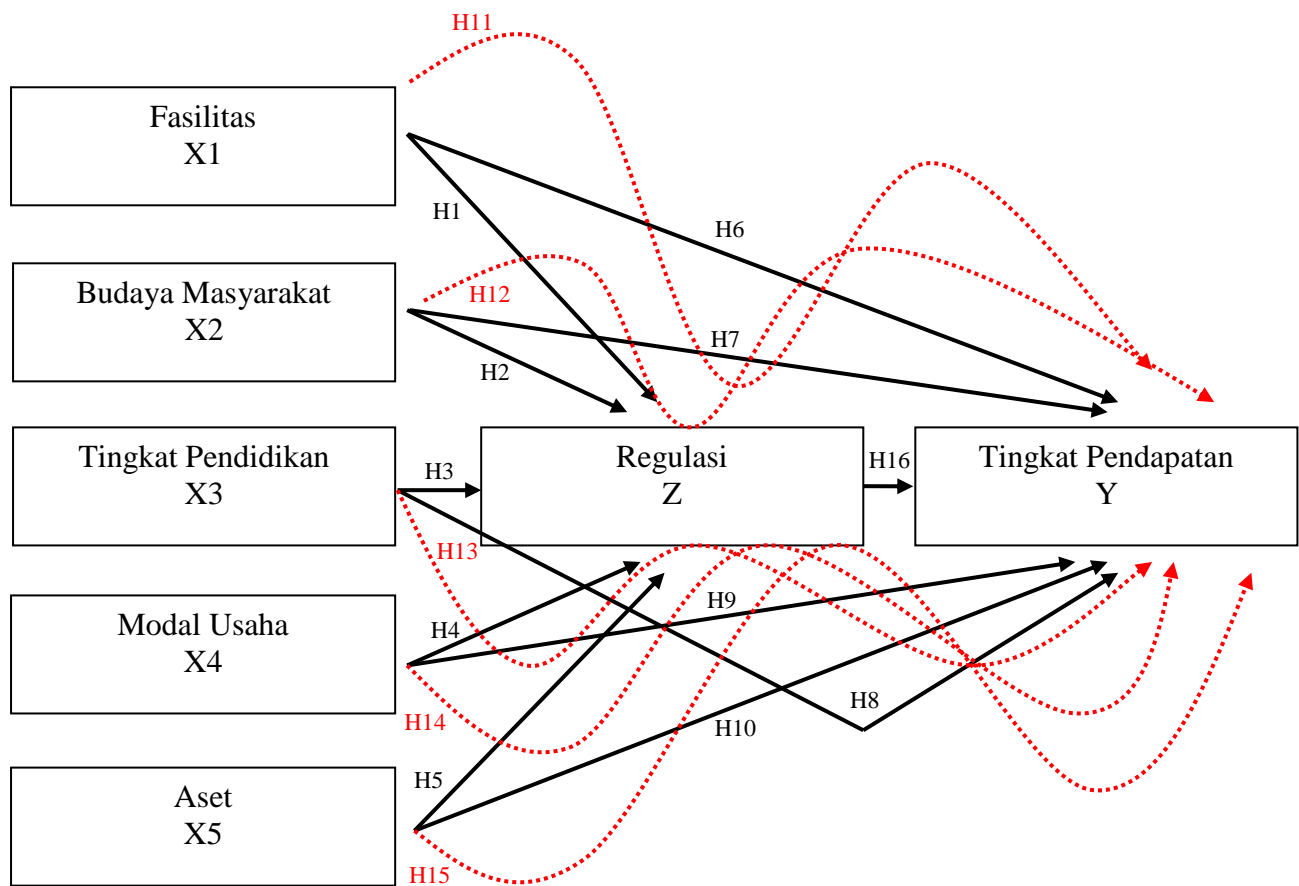 H11
Fasilitas
X1
H1
H6
Budaya Masyarakat
X2
H12
H7
H2
Tingkat Pendidikan
X3
H3
Regulasi
Z
H16
Tingkat Pendapatan
Y
H13
Modal Usaha
X4
H4
H9
H14
H8
H10
Aset
X5
H5
H15